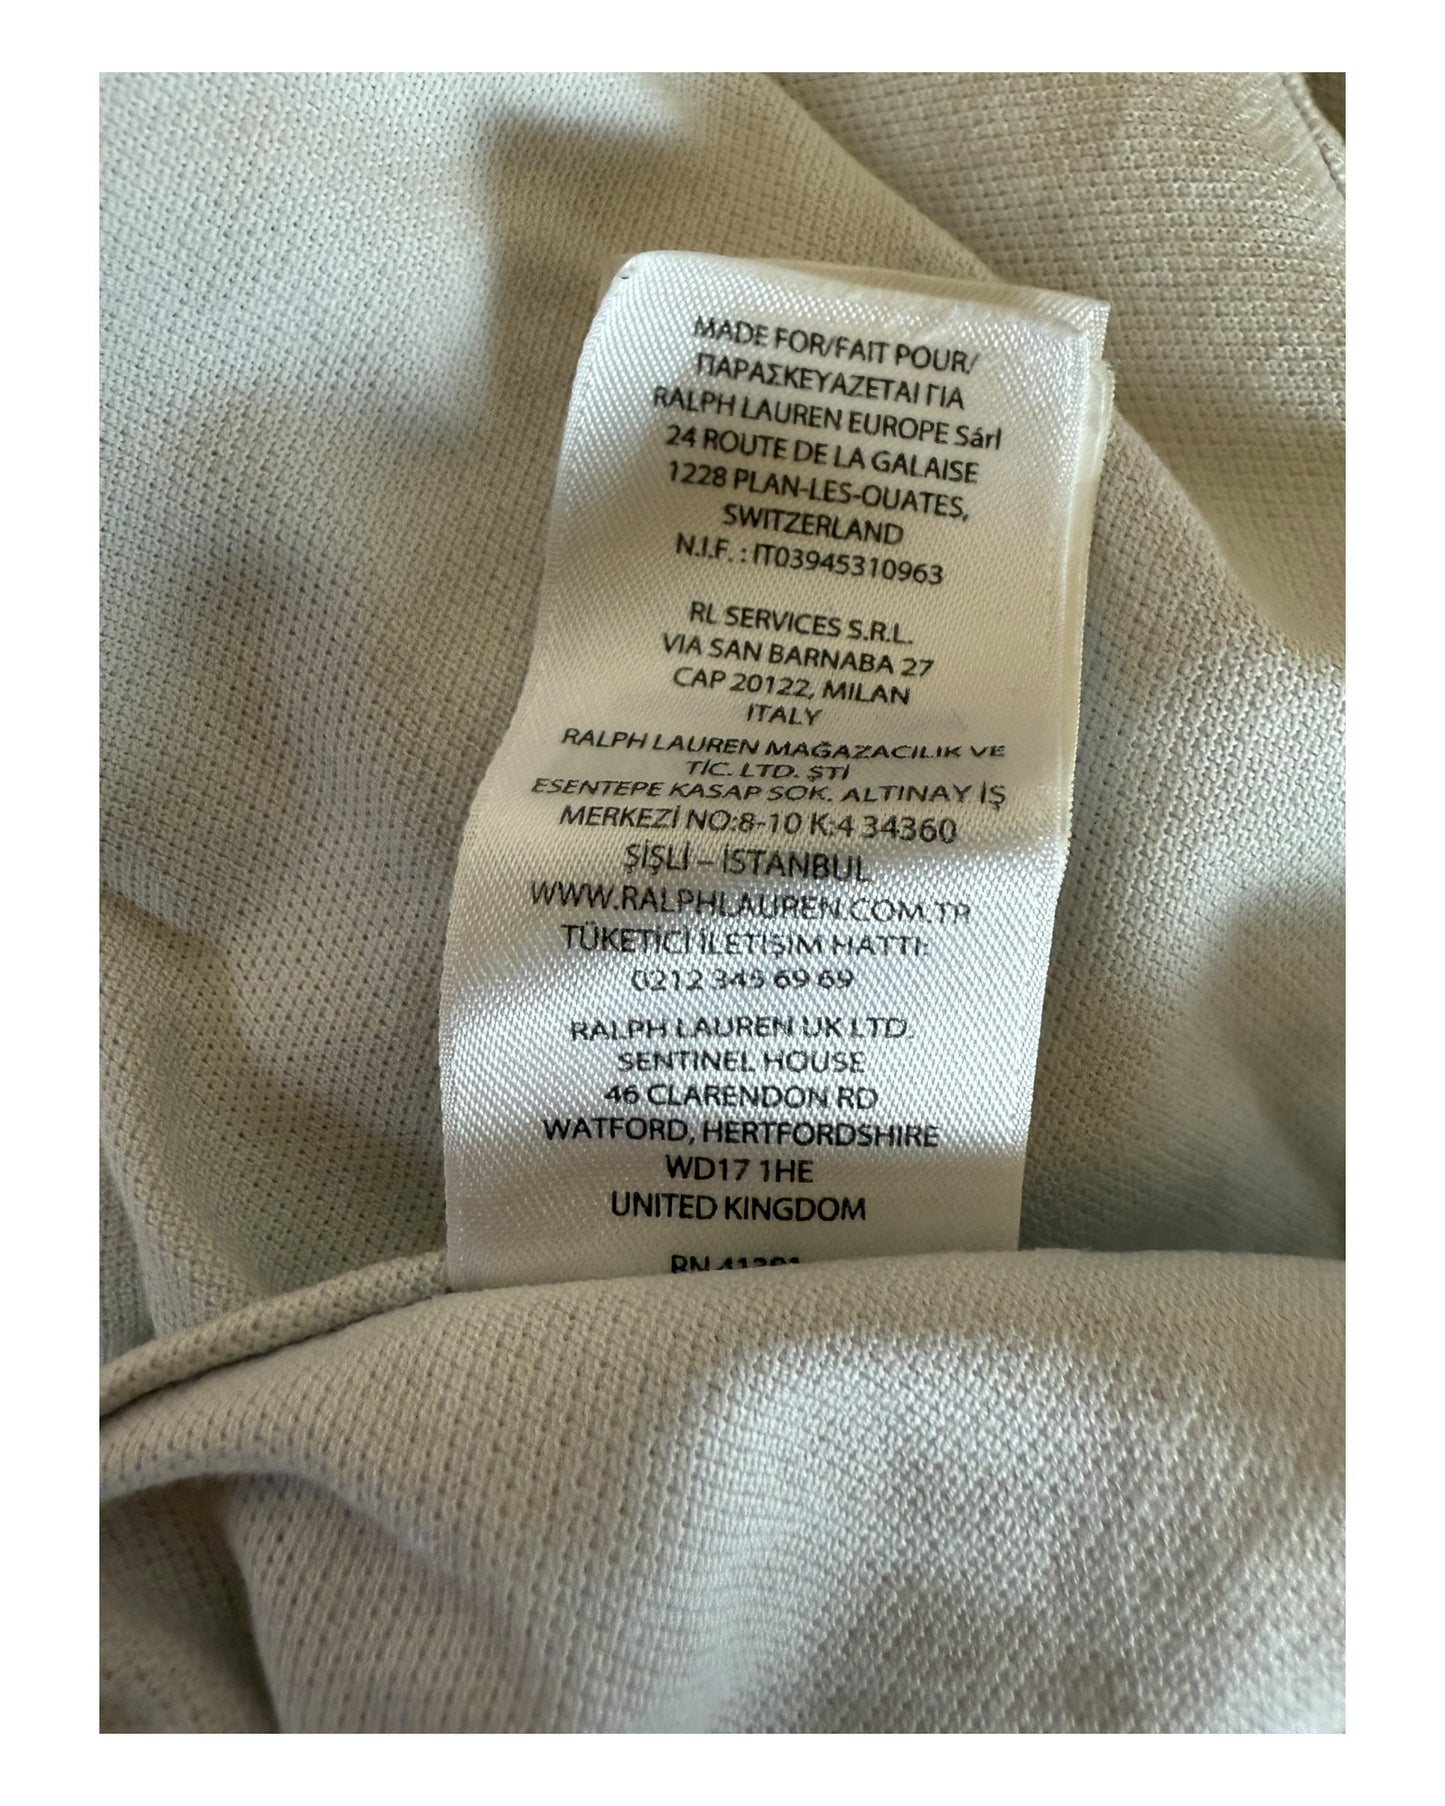 MADE FOR/FAIT POUR/
ΠΑΡΑΣΚΕΥΑΖΕΤΑΙ ΓΙΑ
RALPH LAUREN EUROPE Sárl
24 ROUTE DE LA GALAISE
1228 PLAN-LES-OUATES,
SWITZERLAND
N.I.F. : IT03945310963
RL SERVICES S.R.L.
VIA SAN BARNABA 27
CAP 20122, MILAN
ITALY
RALPH LAUREN MAĞAZACILIK VE
TİC. LTD. ŞTİ
ESENTEPE KASAP SOK. ALTINAY İŞ
MERKEZİ NO:8-10 K:4 34360
ŞİŞLİ – İSTANBUL
WWW.RALPHLAUREN.COM.TR
TÜKETİCİ İLETİŞİM HATTI:
0212 345 69 69
RALPH LAUREN UK LTD.
SENTINEL HOUSE
46 CLARENDON RD
WATFORD, HERTFORDSHIRE
WD17 1HE
UNITED KINGDOM
RN 41381